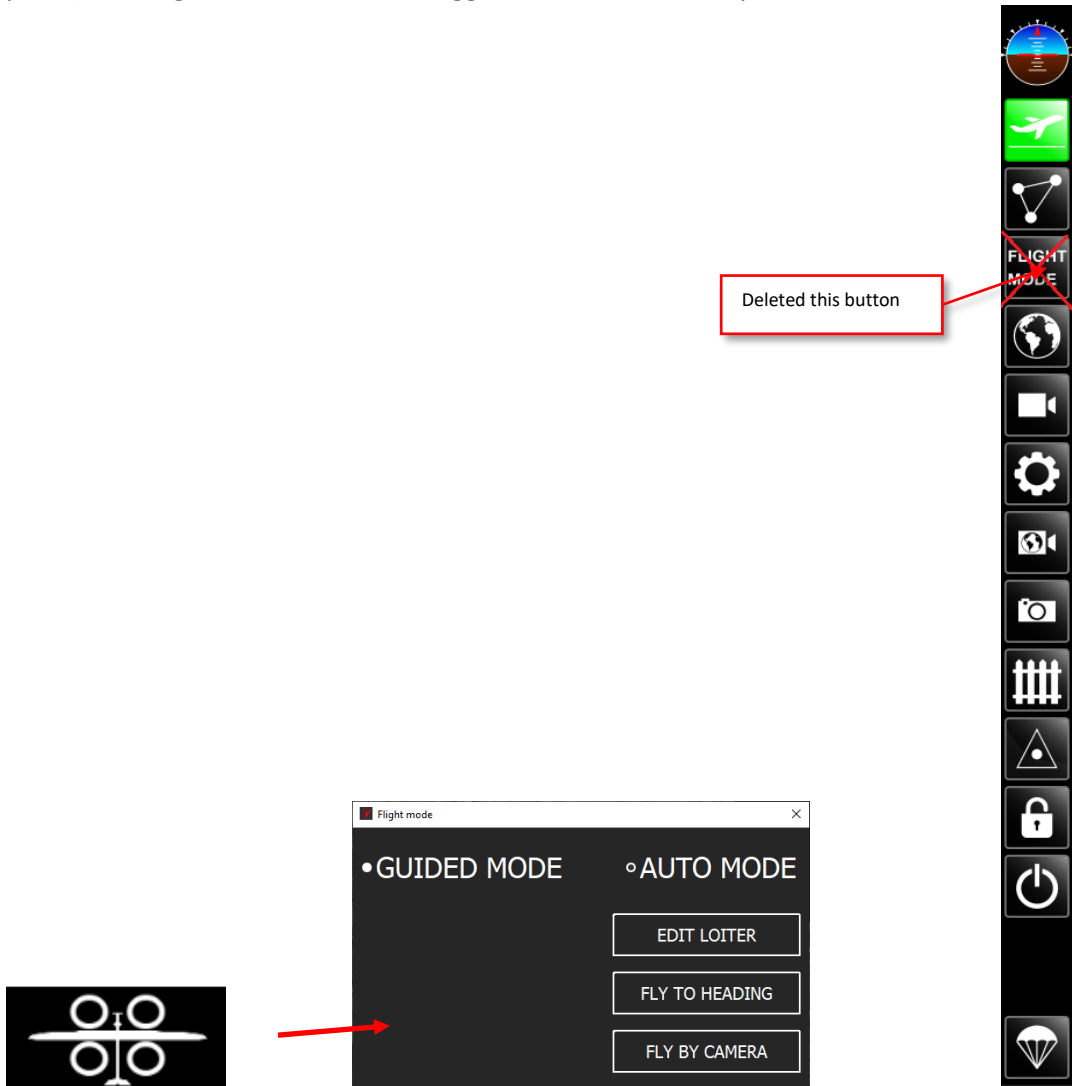 FLIGHT
MODE
Deleted this button
Flight mode
GUIDED MODE
AUTO MODE
EDIT LOITER
FLY TO HEADING
FLY BY CAMERA